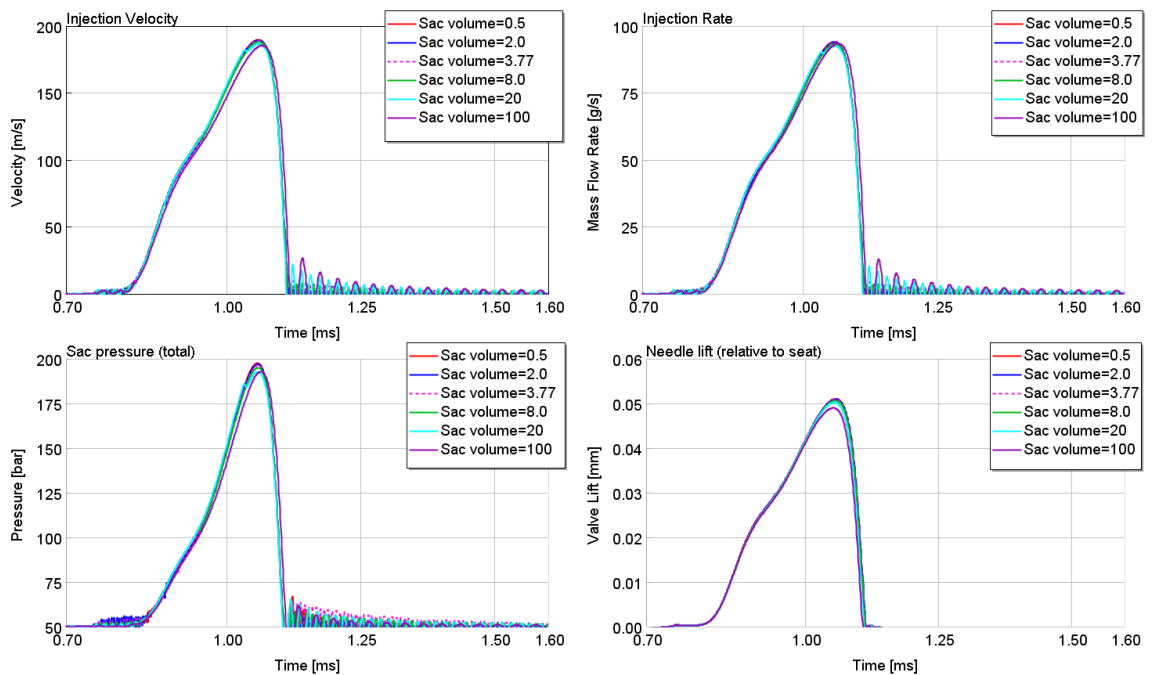 Injection Velocity
Sac volume=0.5
Sac volume=2.0
Sac volume=3.77
Sac volume=8.0
Sac volume=20
Sac volume=100
200
150
100
50
0
Velocity [m/s]
0.70
1.00
1.25
1.50
1.60
Time [ms]
Injection Rate
Sac volume=0.5
Sac volume=2.0
Sac volume=3.77
Sac volume=8.0
Sac volume=20
Sac volume=100
100
75
50
25
0
Mass Flow Rate [g/s]
0.70
1.00
1.25
1.50
1.60
Time [ms]
Sac pressure (total)
Sac volume=0.5
Sac volume=2.0
Sac volume=3.77
Sac volume=8.0
Sac volume=20
Sac volume=100
200
175
150
125
100
75
50
Pressure [bar]
0.70
1.00
1.25
1.50
1.60
Time [ms]
Needle lift (relative to seat)
Sac volume=0.5
Sac volume=2.0
Sac volume=3.77
Sac volume=8.0
Sac volume=20
Sac volume=100
0.06
0.05
0.04
0.03
0.02
0.01
0.00
Valve Lift [mm]
0.70
1.00
1.25
1.50
1.60
Time [ms]